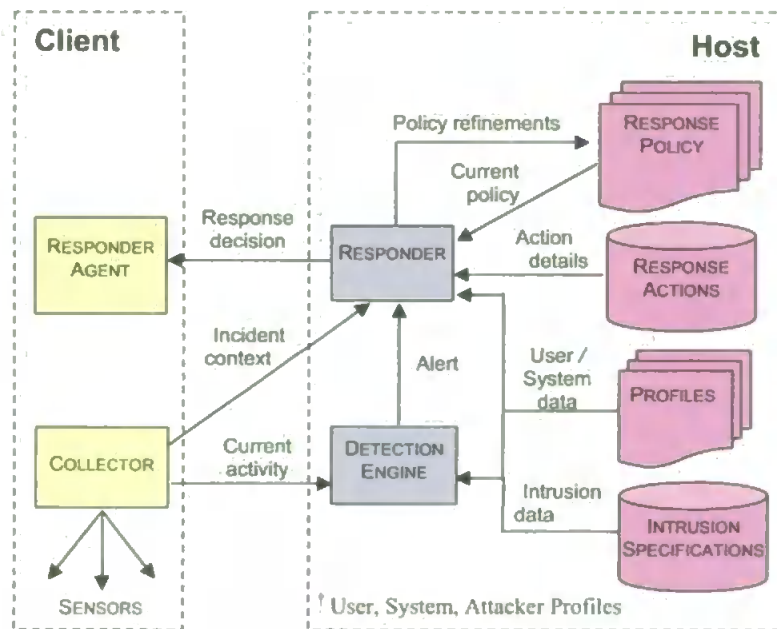 Client
Host
Policy refinements
RESPONSE
POLICY
Current
policy
Response
decision
RESPONDER
AGENT
RESPONDER
Action
details
RESPONSE
ACTIONS
Incident
context
Alert
User /
System
data
PROFILES
COLLECTOR
Current
activity
DETECTION
ENGINE
Intrusion
data
INTRUSION
SPECIFICATIONS
SENSORS
User, System, Attacker Profiles